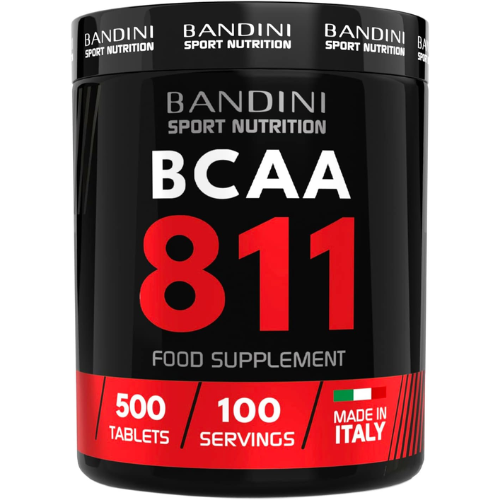 BANDINI BANDINI BANDINI
SPORT NUTRITION SPORT NUTRITION SPORT NUTRITION
BANDINI
SPORT NUTRITION
BCAA
811
FOOD SUPPLEMENT
500 100 MADE IN
TABLETS SERVINGS ITALY